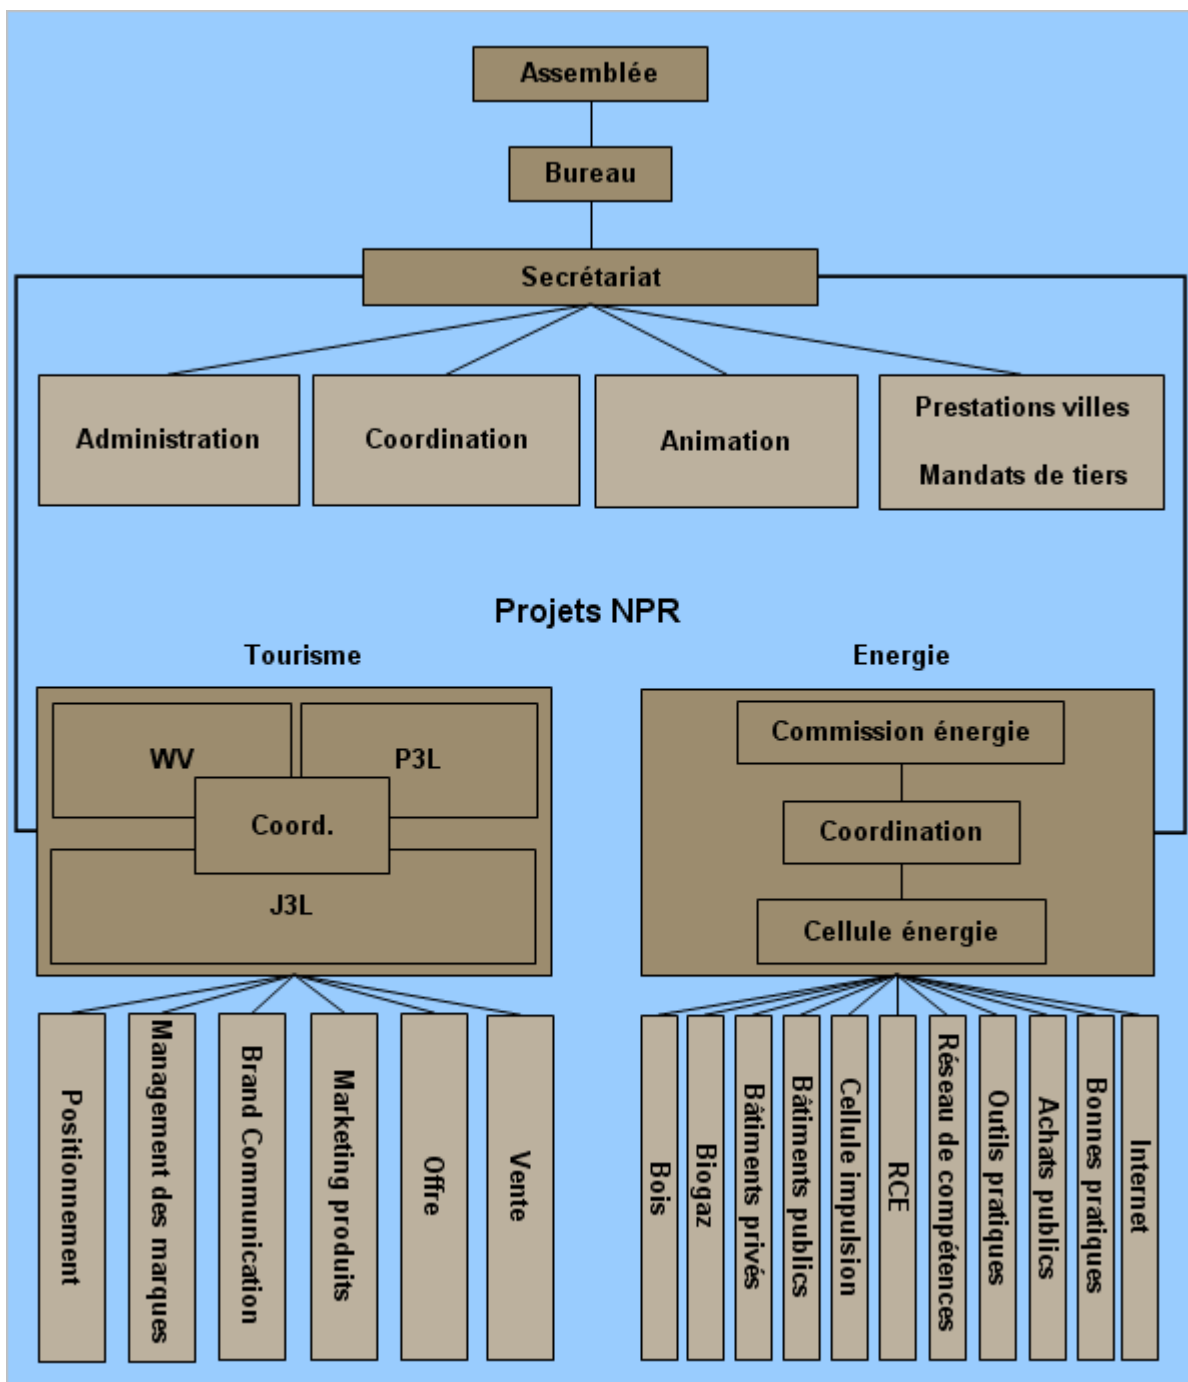 Assemblée
Bureau
Secrétariat
Administration
Coordination
Animation
Prestations villes
Mandats de tiers
Projets NPR
Tourisme
Energie
WV
P3L
Coord.
J3L
Commission énergie
Coordination
Cellule énergie
Positionnement
Management des marques
Brand Communication
Marketing produits
Offre
Vente
Bois
Biogaz
Bâtiments privés
Bâtiments publics
Cellule impulsion
RCE
Réseau de compétences
Outils pratiques
Achats publics
Bonnes pratiques
Internet